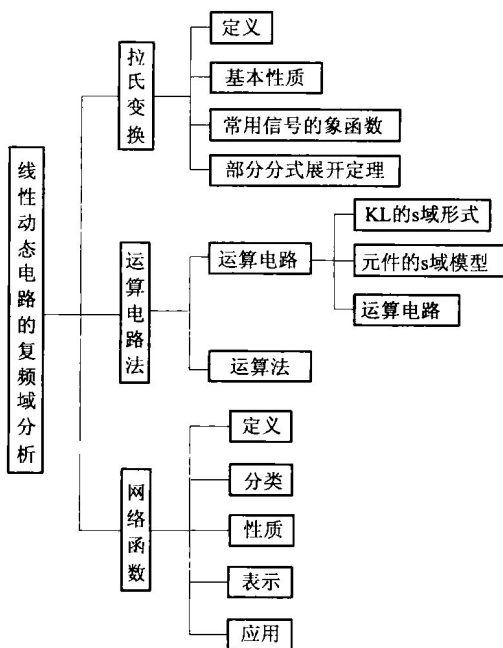 线性动态电路的复频域分析
拉氏变换
定义
基本性质
常用信号的象函数
部分分式展开定理
运算电路法
运算电路
KL的s域形式
元件的s域模型
运算电路
运算法
网络函数
定义
分类
性质
表示
应用